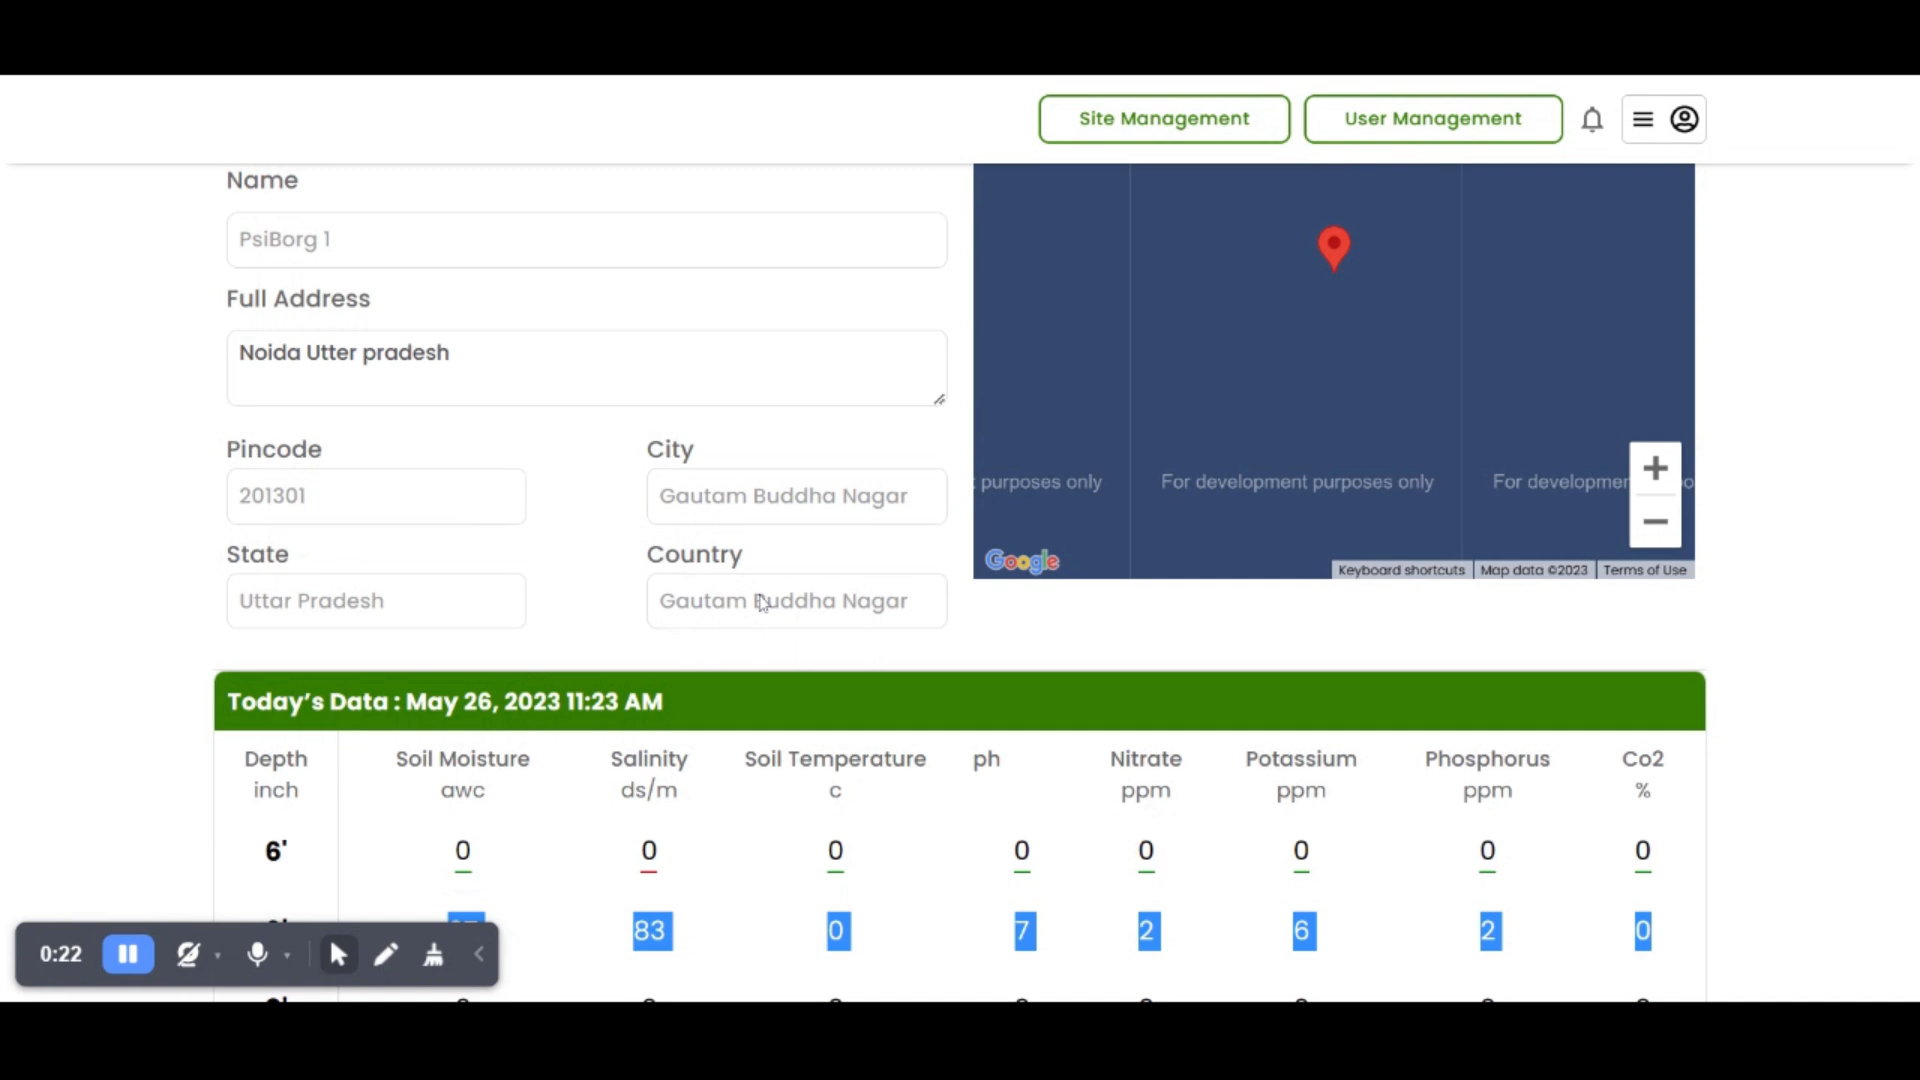 Site Management
User Management
Name
PsiBorg 1
Full Address
Noida Utter pradesh
Pincode
City
201301
Gautam Buddha Nagar
State
Country
Uttar Pradesh
Gautam Buddha Nagar
purposes only
For development purposes only
For
Google
Keyboard shortcuts
Map data ©2023
Terms of Use
Today's Data : May 26, 2023 11:23 AM
Depth Soil Moisture Salinity Soil Temperature ph Nitrate Potassium Phosphorus Co2
inch awc ds/m c ppm ppm ppm %
6' 0 0 0 0 0 0 0 0
83 0 7 2 6 2 0
0:22